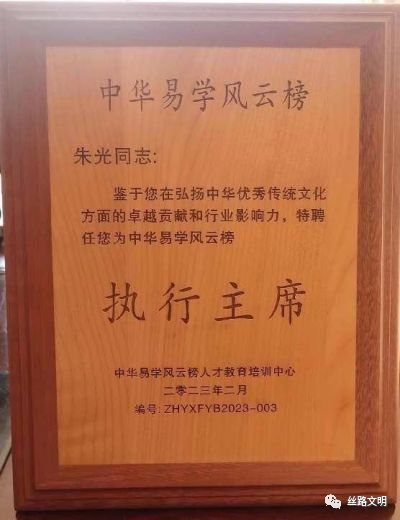 中华易学风云榜
朱光同志:
鉴于您在弘扬中华优秀传统文化
方面的卓越贡献和行业影响力，特聘
任您为中华易学风云榜
执行主席
中华易学风云榜人才教育培训中心
二零二三年二月
编号:ZHYXFYB2023-003
丝路文明